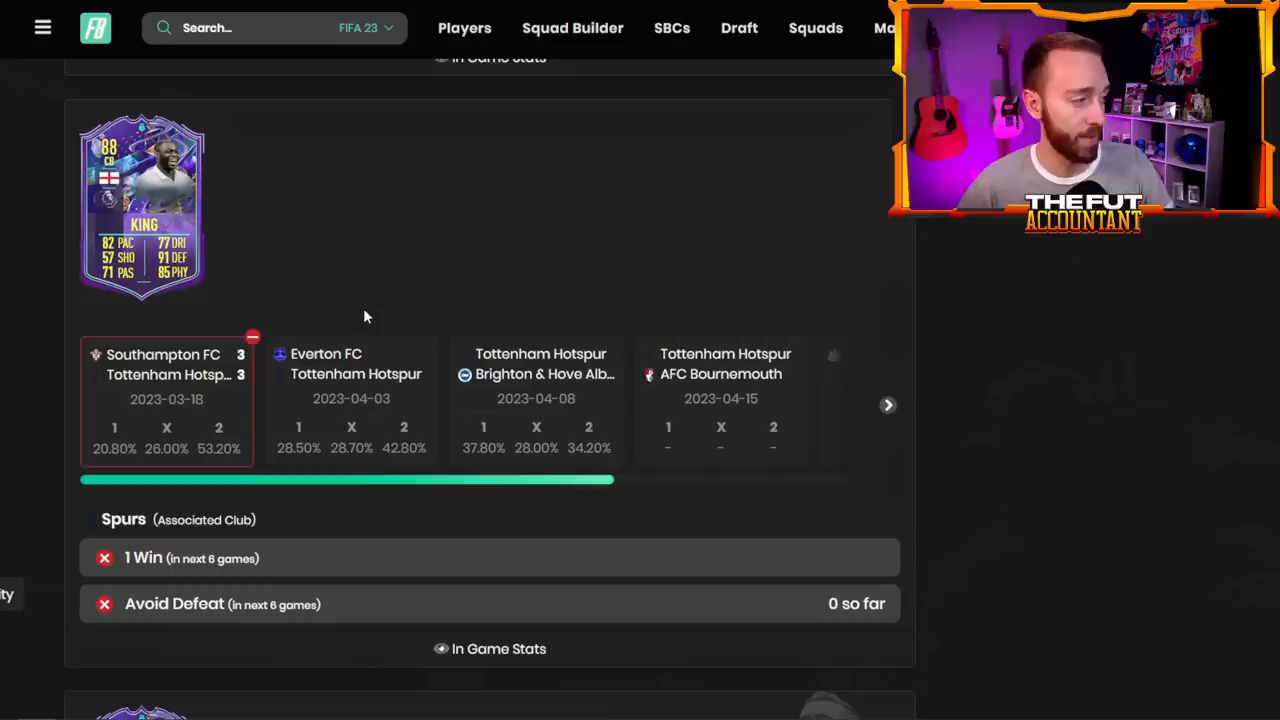 F8
Search...
FIFA 23
Players
Squad Builder
SBCs
Draft
Squads
Ma
In Game Stats
THE FUT
ACCOUNTANT
88
CB
KING
82 PAC 77 DRI
57 SHO 91 DEF
71 PAS 85 PHY
Southampton FC 3
Tottenham Hotsp... 3
2023-03-18
1 X 2
20.80% 26.00% 53.20%
Everton FC
Tottenham Hotspur
2023-04-03
1 X 2
28.50% 28.70% 42.80%
Tottenham Hotspur
Brighton & Hove Alb...
2023-04-08
1 X 2
37.80% 28.00% 34.20%
Tottenham Hotspur
AFC Bournemouth
2023-04-15
1 X 2
- - -
Spurs (Associated Club)
1 Win (in next 6 games)
ity
Avoid Defeat (in next 6 games) 0 so far
In Game Stats